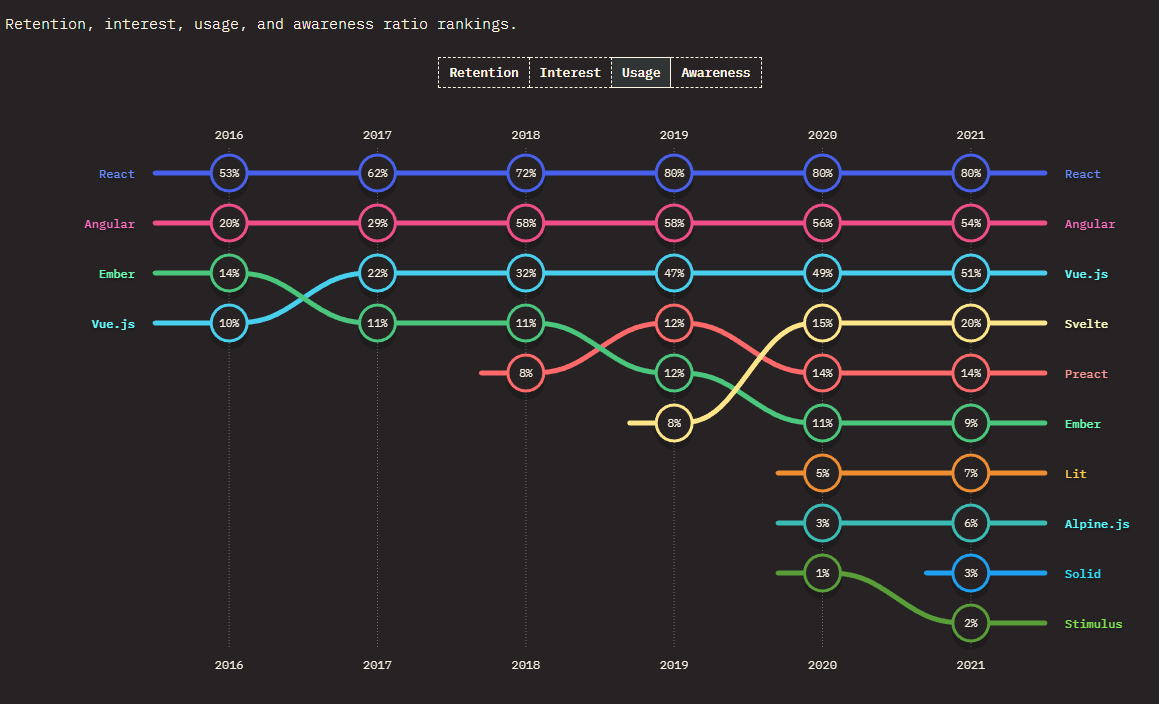 Retention, interest, usage, and awareness ratio rankings.
Retention Interest Usage Awareness
2016 2017 2018 2019 2020 2021
React 53% 62% 72% 80% 80% 80% React
Angular 20% 29% 58% 58% 56% 54% Angular
Ember 14% 22% 32% 47% 49% 51% Vue.js
Vue.js 10% 11% 11% 12% 15% 20% Svelte
8% 12% 14% 14% Preact
8% 11% 9% Ember
5% 7% Lit
3% 6% Alpine.js
1% 3% Solid
2% Stimulus
2016 2017 2018 2019 2020 2021